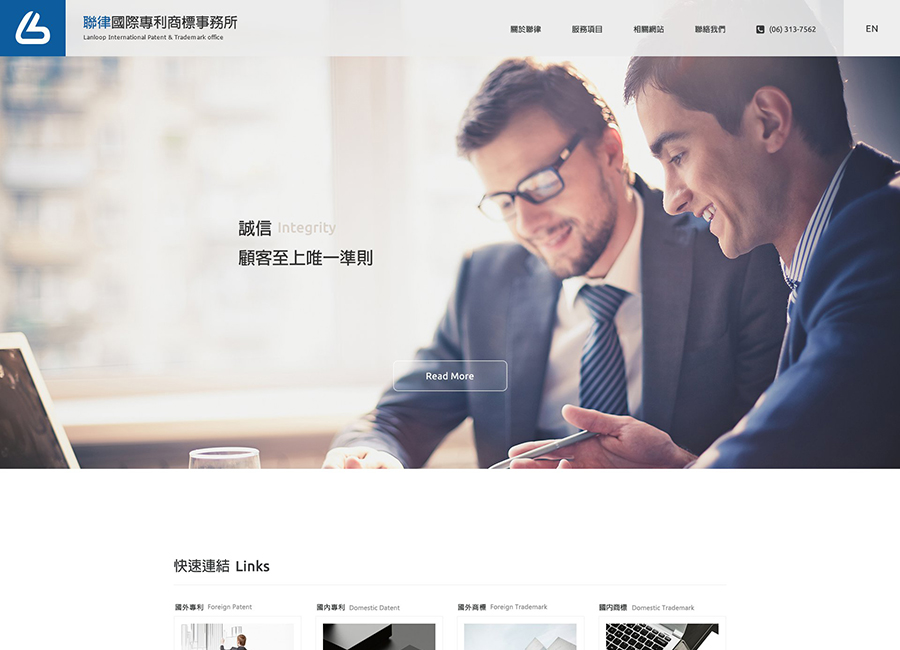 聯律國際專利商標事務所
Lanloop International Patent & Trademark office
關於聯律 服務項目 相關網站 聯絡我們 (06) 313-7562 EN
誠信 Integrity
顧客至上唯一準則
Read More
快速連結 Links
國外專利 Foreign Patent 國內專利 Domestic Datent 國外商標 Foreign Trademark 國內商標 Domestic Trademark